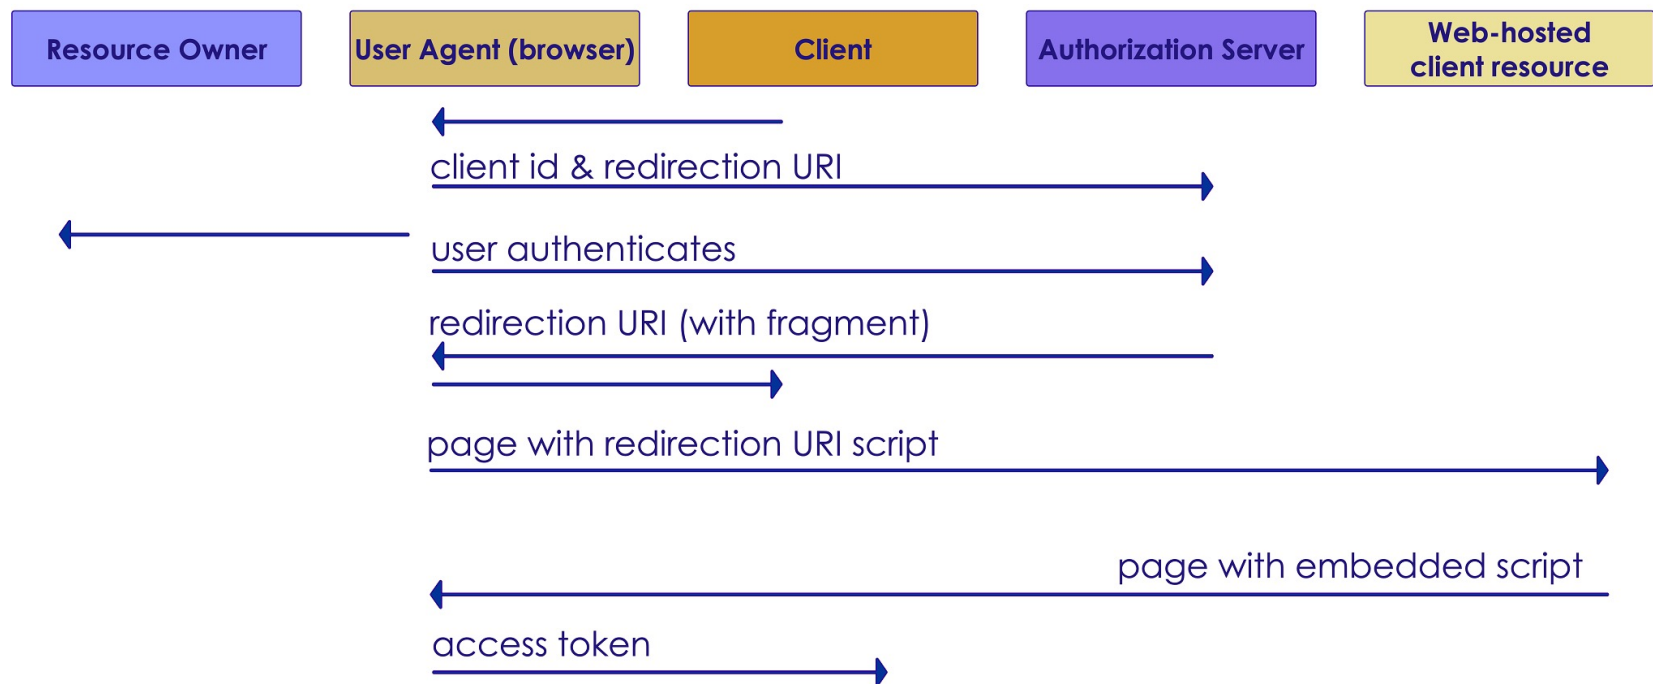 Resource Owner
User Agent (browser)
Client
Authorization Server
Web-hosted
client resource
client id & redirection URI
user authenticates
redirection URI (with fragment)
page with redirection URI script
page with embedded script
access token